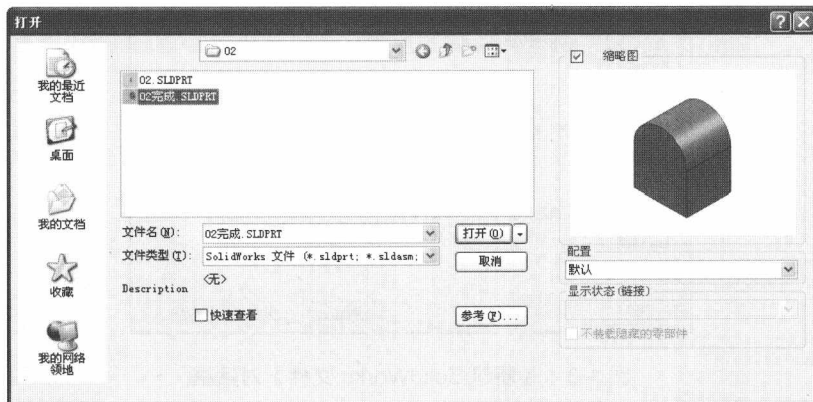 打开
02
我的最近
文档
桌面
我的文档
收藏
我的网络
领地
02.SLDPRT
02完成.SLDPRT
文件名(N):
02完成.SLDPRT
打开(O)
文件类型(T):
SolidWorks 文件 (*.sldprt; *.sldasm;
取消
Description
<无>
快速查看
参考(F)...
缩略图
配置
默认
显示状态(链接)
不装载隐藏的零部件